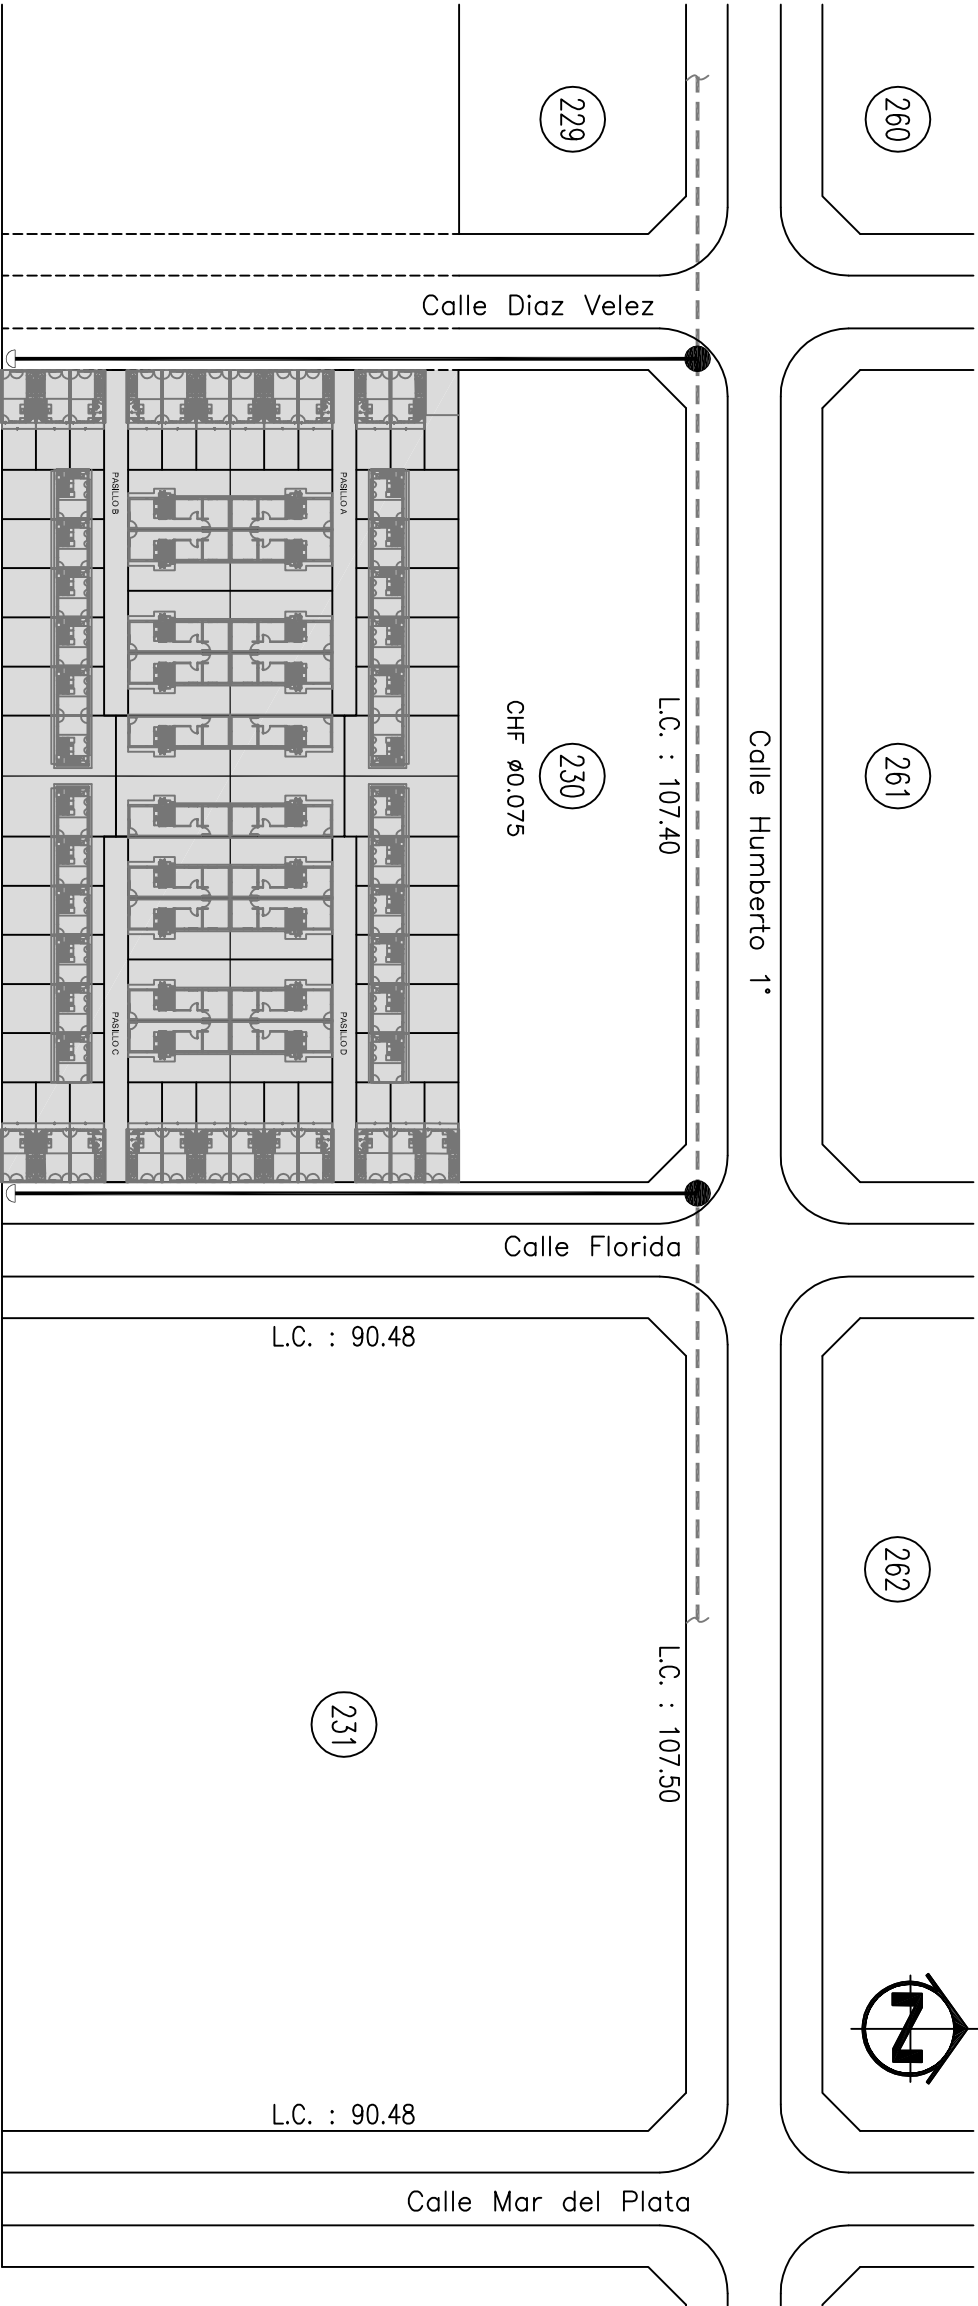 229
260
Calle Diaz Velez
PASILLO B
PASILLO A
CHF ø0.075
230
L.C. : 107.40
Calle Humberto 1°
261
PASILLO C
PASILLO D
Calle Florida
L.C. : 90.48
262
231
L.C. : 107.50
N
L.C. : 90.48
Calle Mar del Plata